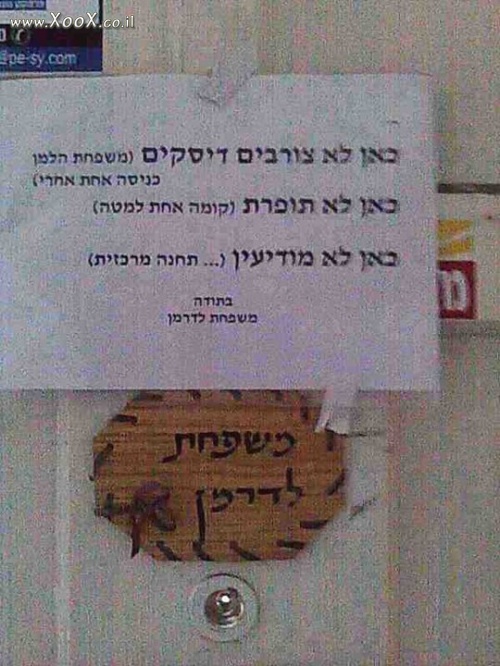 www.XooX.co.il
@pe-sy.com
כאן לא צורבים דיסקים (משפחת הלמן
כניסה אחת אחרי)
כאן לא תופרת (קומה אחת למטה)
כאן לא מודיעין (... תחנה מרכזית)
בתודה
משפחת לדרמן
משפחת
לדרמן